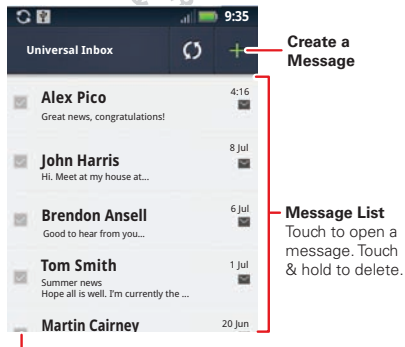 9:35
Universal Inbox
Create a
Message
Alex Pico
4:16
Great news, congratulations!
John Harris
8 Jul
Hi. Meet at my house at...
Brendon Ansell
6 Jul
Good to hear from you...
Message List
Touch to open a
message. Touch
& hold to delete.
Tom Smith
1 Jul
Summer news
Hope all is well. I'm currently the ...
Martin Cairney
20 Jun